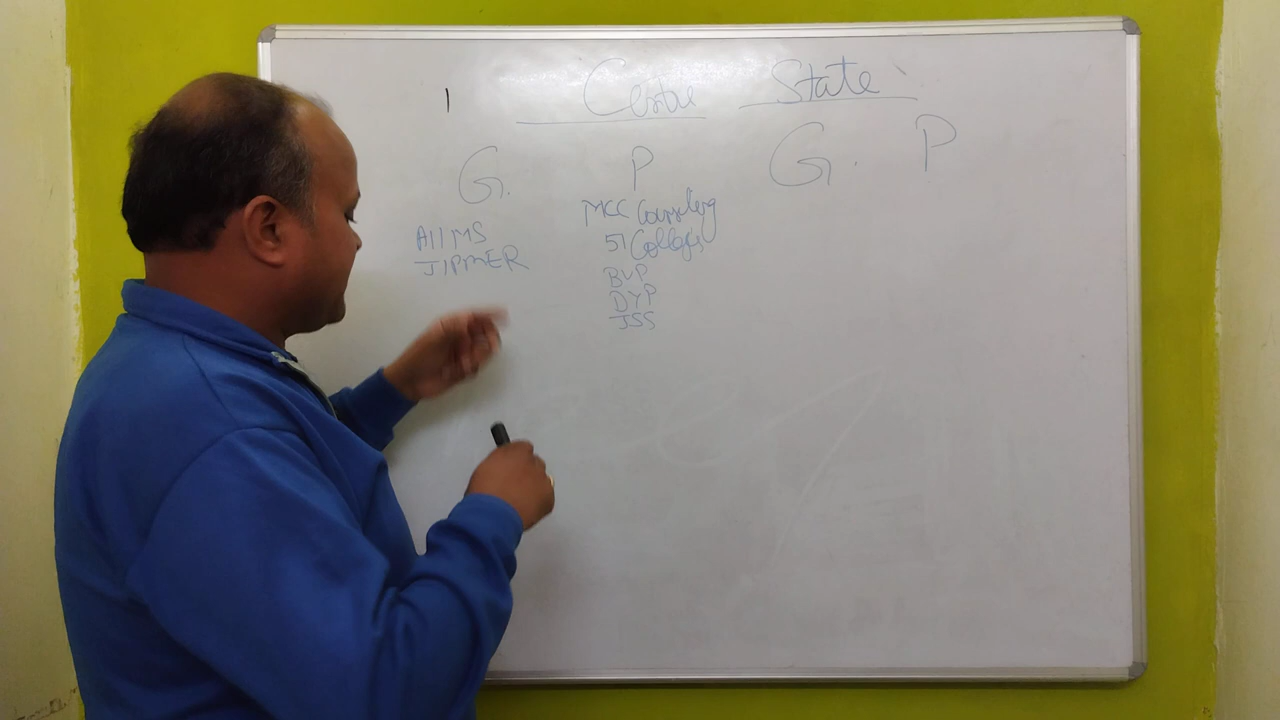 1
Centre State
G. P G. P
AIIMS
JIPMER
MCC Counseling
51 Colleges
BVP
DYP
JSS